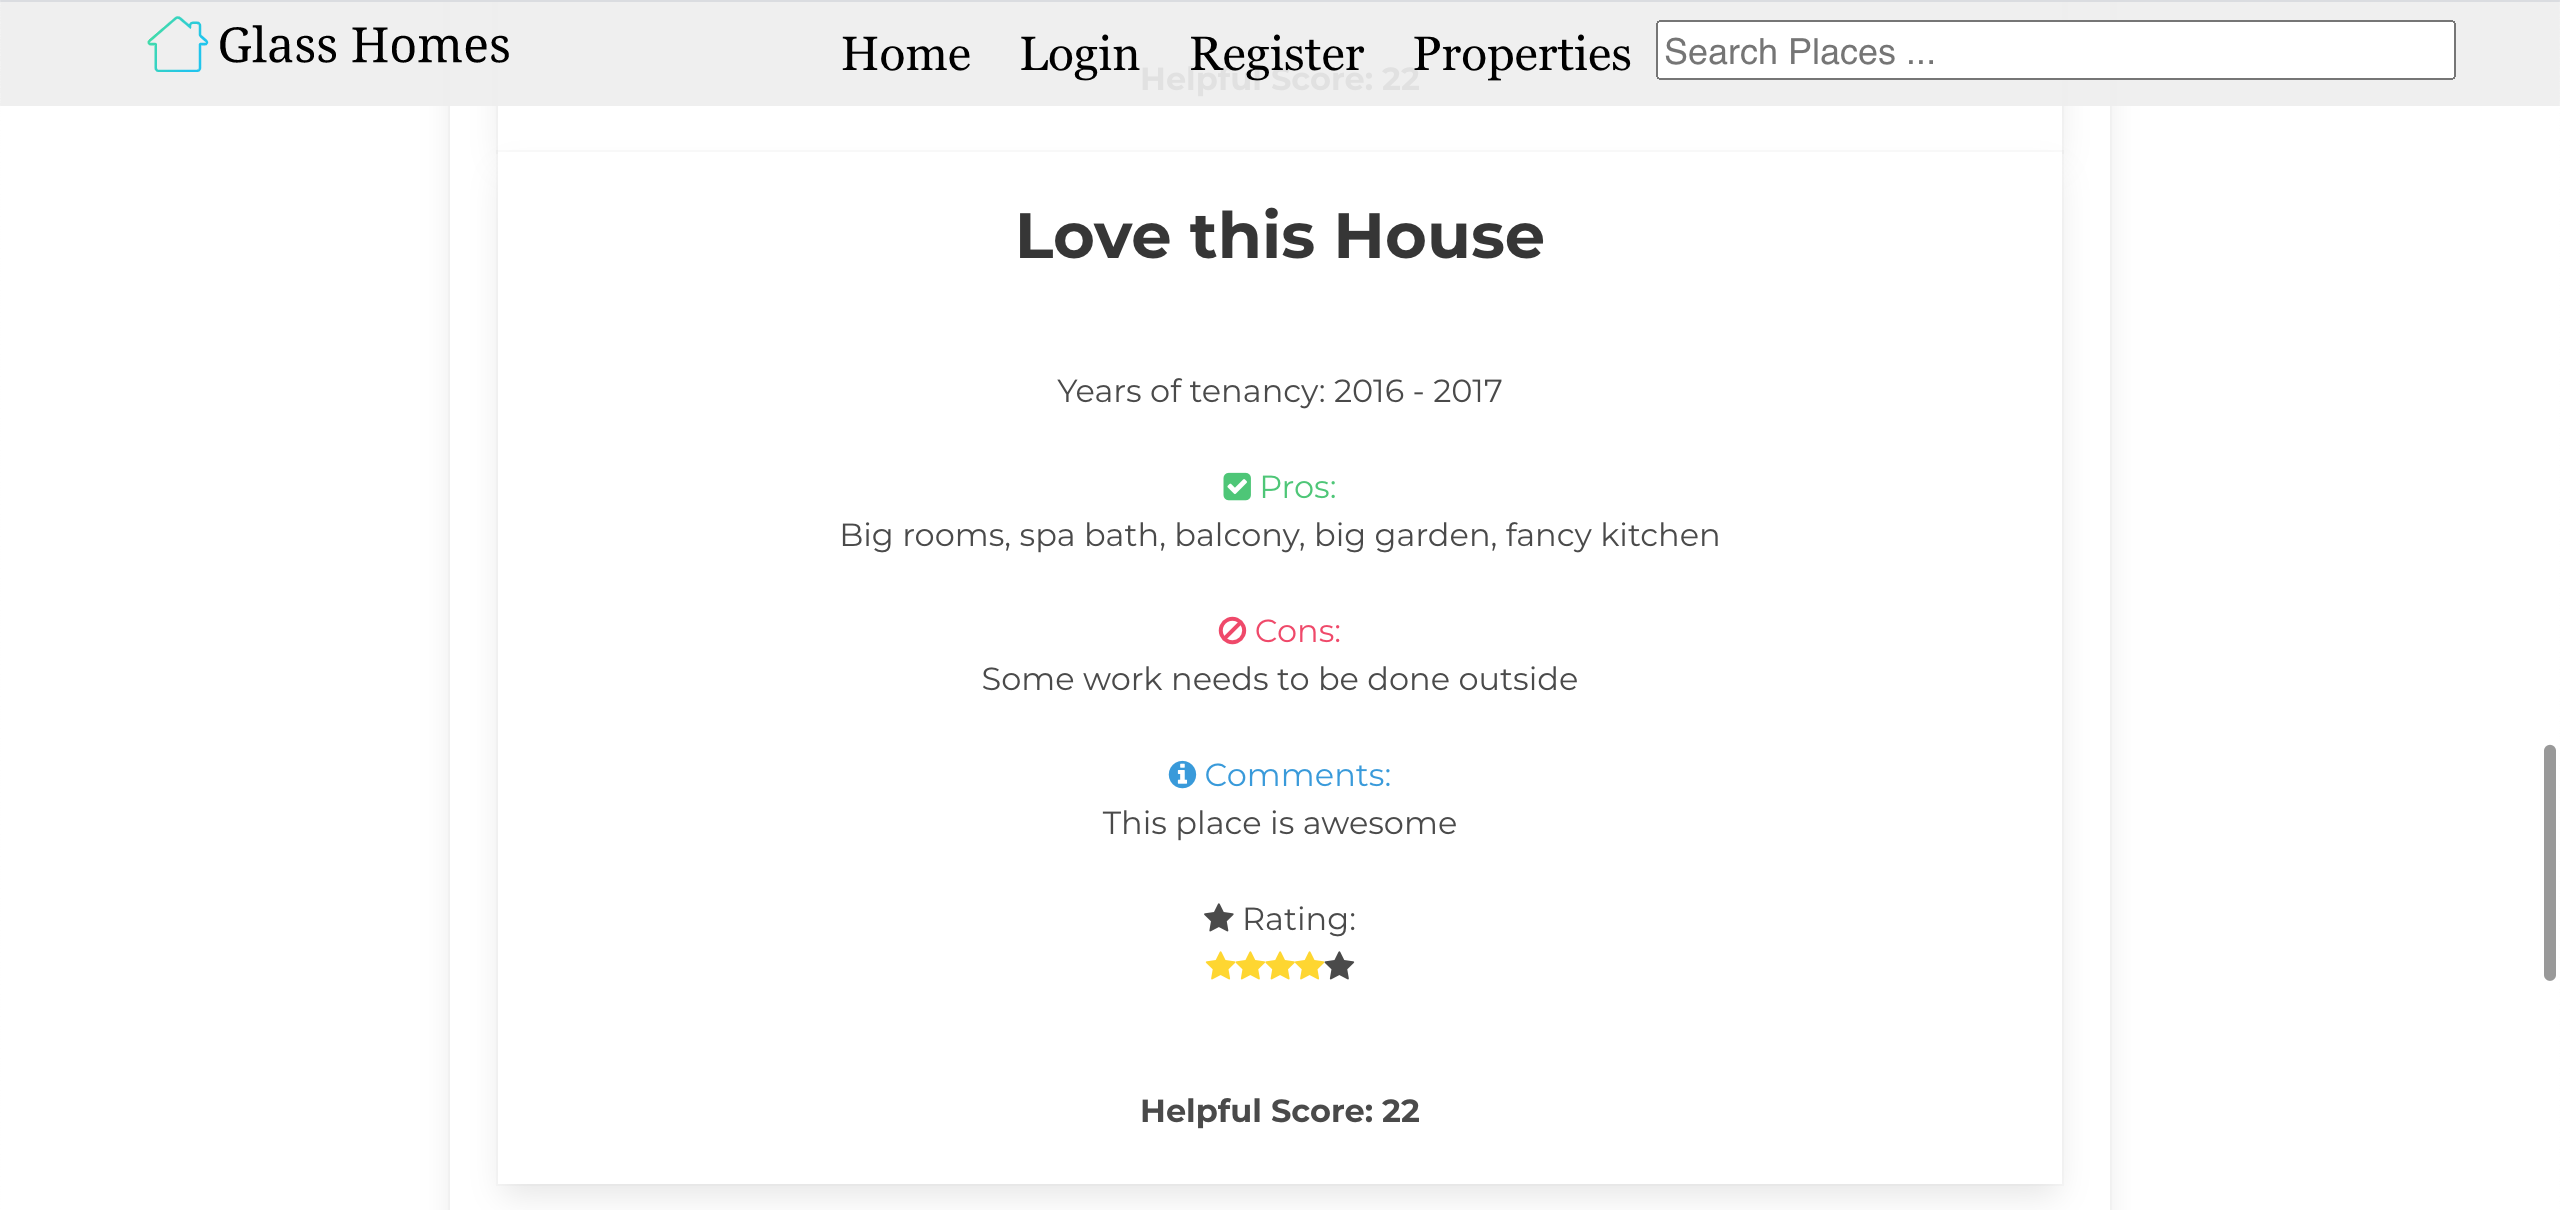 Glass Homes
Home Login Register Properties Search Places ...
Helpful Score: 22
Love this House
Years of tenancy: 2016 - 2017
Pros:
Big rooms, spa bath, balcony, big garden, fancy kitchen
Cons:
Some work needs to be done outside
Comments:
This place is awesome
Rating:
Helpful Score: 22